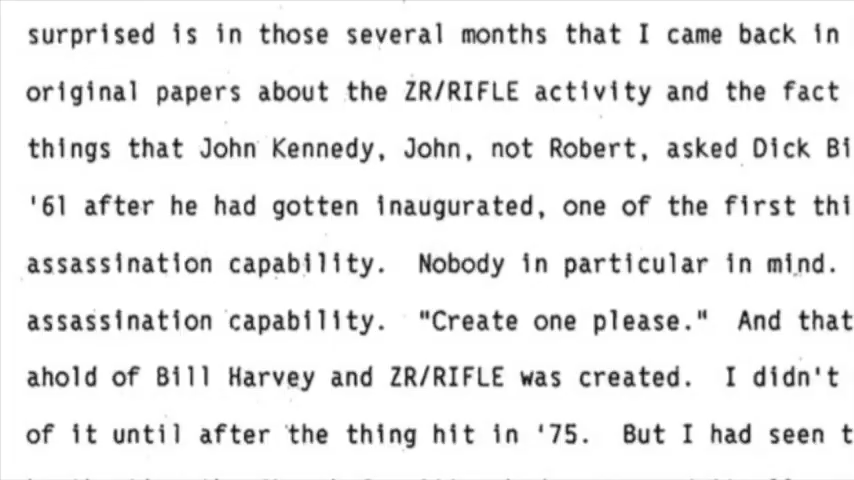 surprised is in those several months that I came back in
original papers about the ZR/RIFLE activity and the fact
things that John Kennedy, John, not Robert, asked Dick Bi
'61 after he had gotten inaugurated, one of the first thi
assassination capability.  Nobody in particular in mind.
assassination capability.  "Create one please."  And that
ahold of Bill Harvey and ZR/RIFLE was created.  I didn't
of it until after the thing hit in '75.  But I had seen t